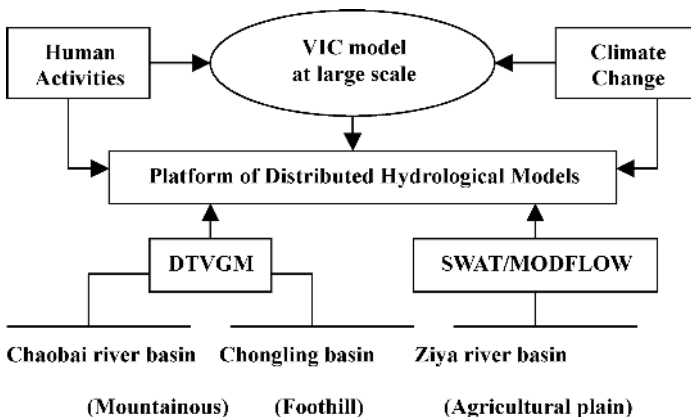 Human
Activities
VIC model
at large scale
Climate
Change
Platform of Distributed Hydrological Models
DTVGM
SWAT/MODFLOW
Chaobai river basin
Chongling basin
Ziya river basin
(Mountainous)
(Foothill)
(Agricultural plain)